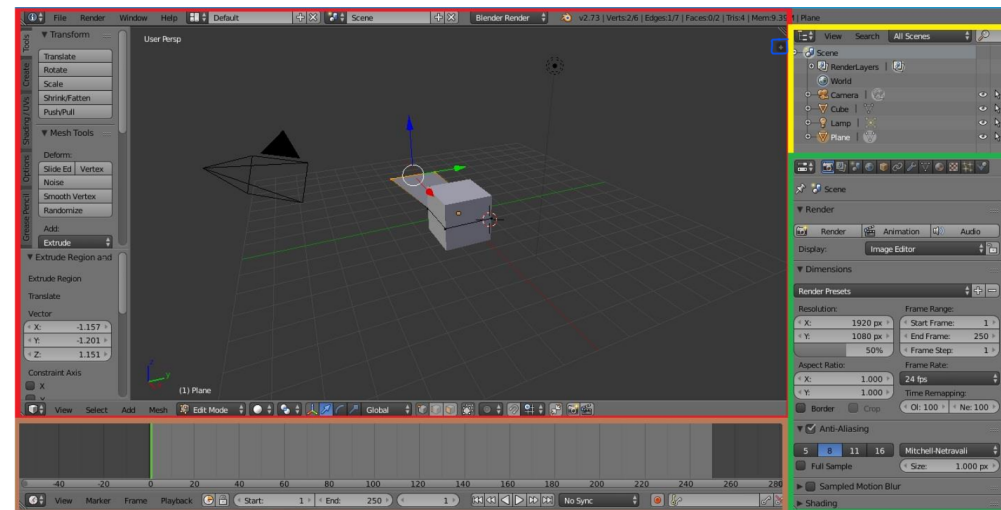 File Render Window Help Default Scene Blender Render v2.73 | Verts:2/6 | Edges:1/7 | Faces:0/2 | Tris:4 | Mem:9.39M | Plane
Tools
Create
Shading / UVs
Options
Grease Pencil
Transform
Translate
Rotate
Scale
Shrink/Fatten
Push/Pull
Mesh Tools
Deform:
Slide Ed Vertex
Noise
Smooth Vertex
Randomize
Add:
Extrude
Extrude Region and
Extrude Region
Translate
Vector
X: -1.157
Y: -1.201
Z: 1.151
Constraint Axis
X
User Persp
(1) Plane
View Select Add Mesh Edit Mode Global
-40 -20 0 20 40 60 80 100 120 140 160 180 200 220 240 260 280
View Marker Frame Playback Start: 1 End: 250 1 No Sync
View Search All Scenes
Scene
RenderLayers |
World
Camera |
Cube |
Lamp |
Plane |
Scene
Render
Render Animation Audio
Display: Image Editor
Dimensions
Render Presets
Resolution: Frame Range:
X: 1920 px Start Frame: 1
Y: 1080 px End Frame: 250
50% Frame Step: 1
Aspect Ratio: Frame Rate:
X: 1.000 24 fps
Y: 1.000 Time Remapping:
Border Crop Ol: 100 Ne: 100
Anti-Aliasing
5 8 11 16 Mitchell-Netravali
Full Sample Size: 1.000 px
Sampled Motion Blur
Shading